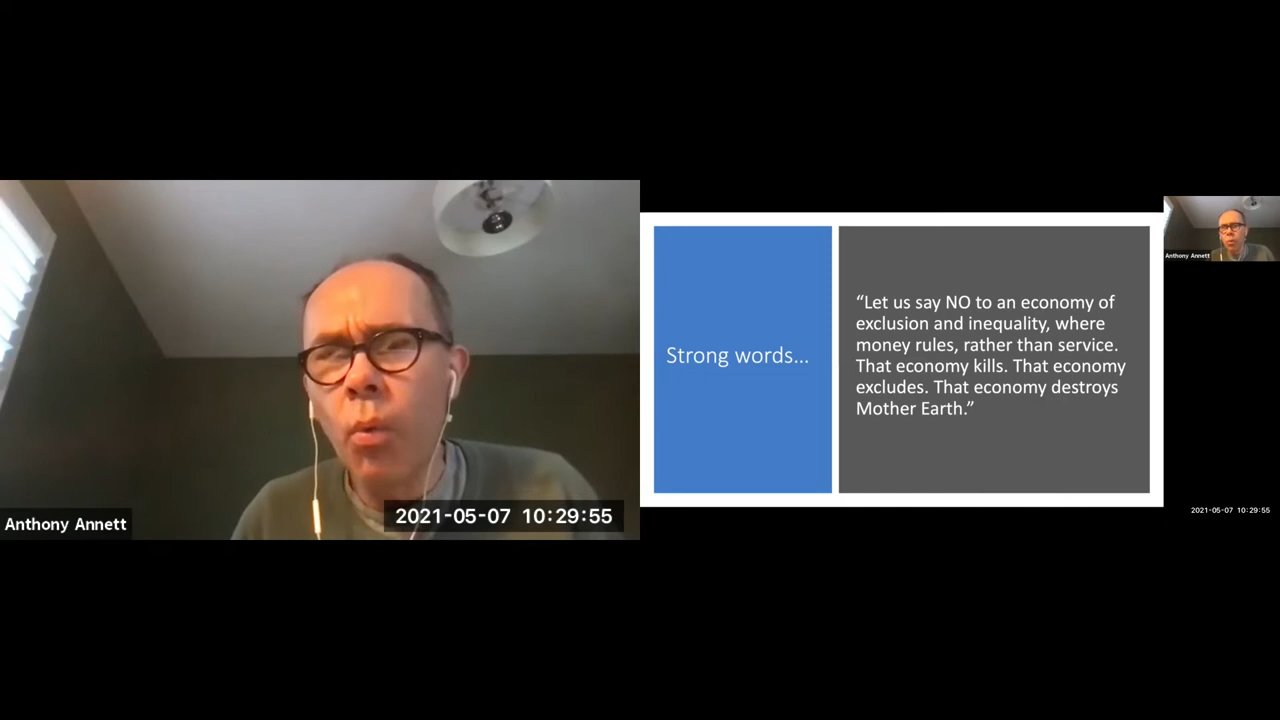 Anthony Annett
2021-05-07 10:29:55
Strong words...
“Let us say NO to an economy of
exclusion and inequality, where
money rules, rather than service.
That economy kills. That economy
excludes. That economy destroys
Mother Earth.”
Anthony Annett
2021-05-07 10:29:55